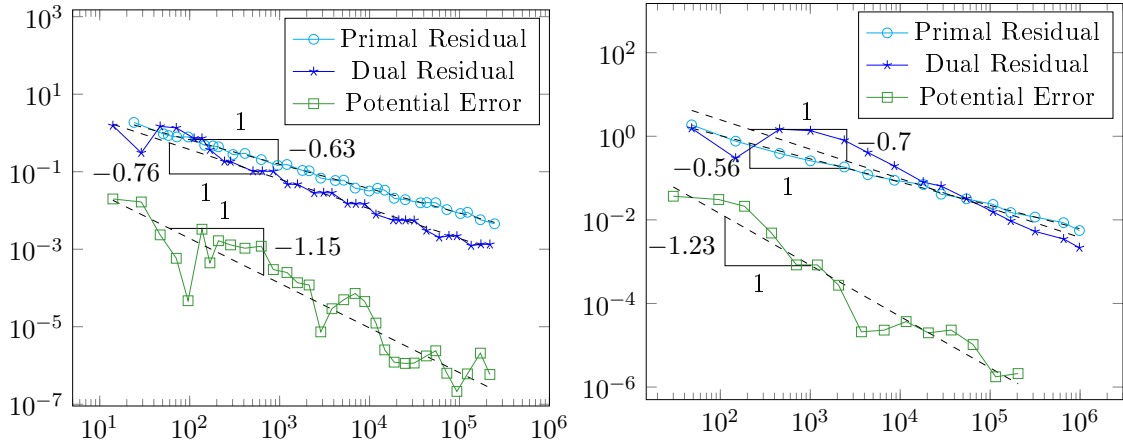 10^3
10^1
10^-1
10^-3
10^-5
10^-7
10^1 10^2 10^3 10^4 10^5 10^6
Primal Residual
Dual Residual
Potential Error
1
−0.63
−0.76
1
1
−1.15
10^2
10^0
10^-2
10^-4
10^-6
10^2 10^3 10^4 10^5 10^6
Primal Residual
Dual Residual
Potential Error
1
−0.7
−0.56
1
−1.23
1